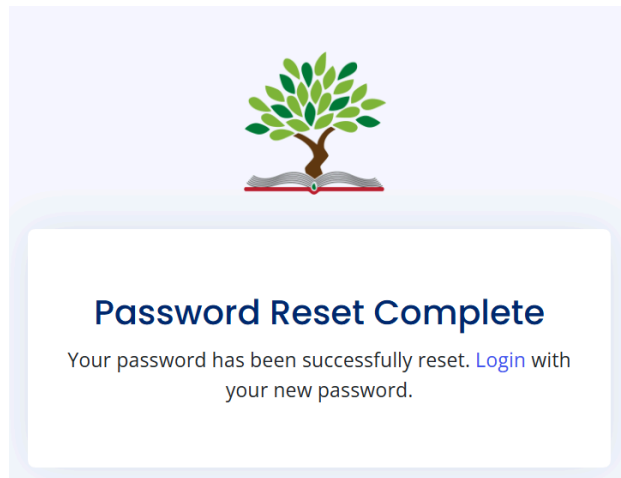 Password Reset Complete
Your password has been successfully reset. Login with
your new password.